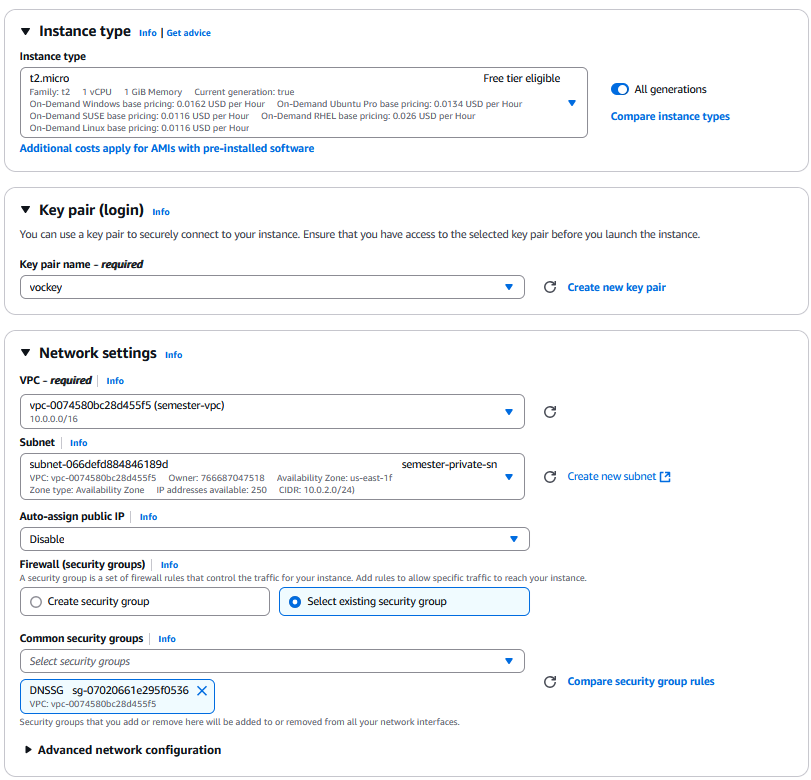 Instance type Info | Get advice
Instance type
t2.micro Free tier eligible
Family: t2 1 vCPU 1 GiB Memory Current generation: true
On-Demand Windows base pricing: 0.0162 USD per Hour On-Demand Ubuntu Pro base pricing: 0.0134 USD per Hour
On-Demand SUSE base pricing: 0.0116 USD per Hour On-Demand RHEL base pricing: 0.026 USD per Hour
On-Demand Linux base pricing: 0.0116 USD per Hour
All generations
Compare instance types
Additional costs apply for AMIs with pre-installed software
Key pair (login) Info
You can use a key pair to securely connect to your instance. Ensure that you have access to the selected key pair before you launch the instance.
Key pair name - required
vockey
Create new key pair
Network settings Info
VPC - required Info
vpc-0074580bc28d455f5 (semester-vpc)
10.0.0.0/16
Subnet Info
subnet-066defd884846189d semester-private-sn
VPC: vpc-0074580bc28d455f5 Owner: 766687047518 Availability Zone: us-east-1f
Zone type: Availability Zone IP addresses available: 250 CIDR: 10.0.2.0/24)
Create new subnet
Auto-assign public IP Info
Disable
Firewall (security groups) Info
A security group is a set of firewall rules that control the traffic for your instance. Add rules to allow specific traffic to reach your instance.
Create security group
Select existing security group
Common security groups Info
Select security groups
DNSSG sg-07020661e295f0536
VPC: vpc-0074580bc28d455f5
Compare security group rules
Security groups that you add or remove here will be added to or removed from all your network interfaces.
Advanced network configuration